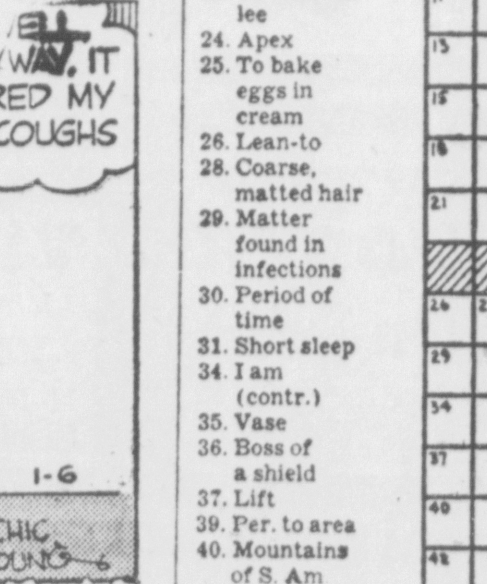 WAY. IT
RED MY
COUGHS
1-6
CHIC
OUNG
lee
24. Apex
25. To bake
eggs in
cream
26. Lean-to
28. Coarse,
matted hair
29. Matter
found in
infections
30. Period of
time
31. Short sleep
34. I am
(contr.)
35. Vase
36. Boss of
a shield
37. Lift
39. Per. to area
40. Mountains
of S. Am
13
15
18
21
26
29
34
37
40
42